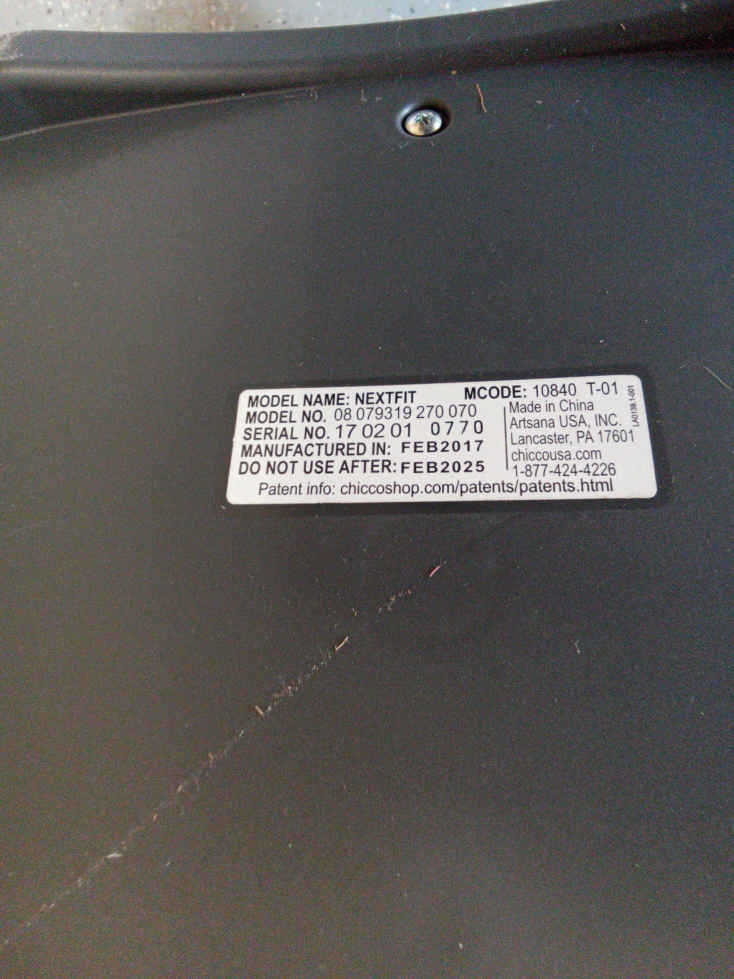 MODEL NAME: NEXTFIT
MODEL NO. 08 079319 270 070
SERIAL NO. 17 02 01 0770
MANUFACTURED IN: FEB2017
DO NOT USE AFTER: FEB2025
MCODE: 10840 T-01
Made in China
Artsana USA, INC.
Lancaster, PA 17601
chiccousa.com
1-877-424-4226
Patent info: chiccoshop.com/patents/patents.html